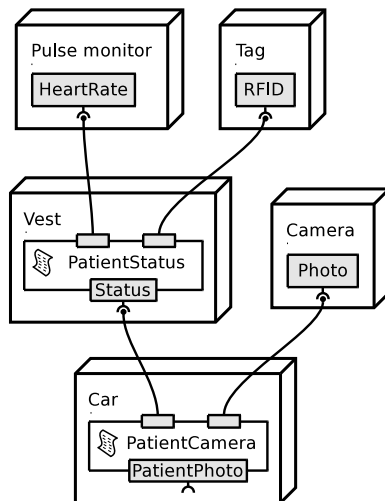 Pulse monitor
HeartRate
Tag
RFID
Vest
PatientStatus
Status
Camera
Photo
Car
PatientCamera
PatientPhoto